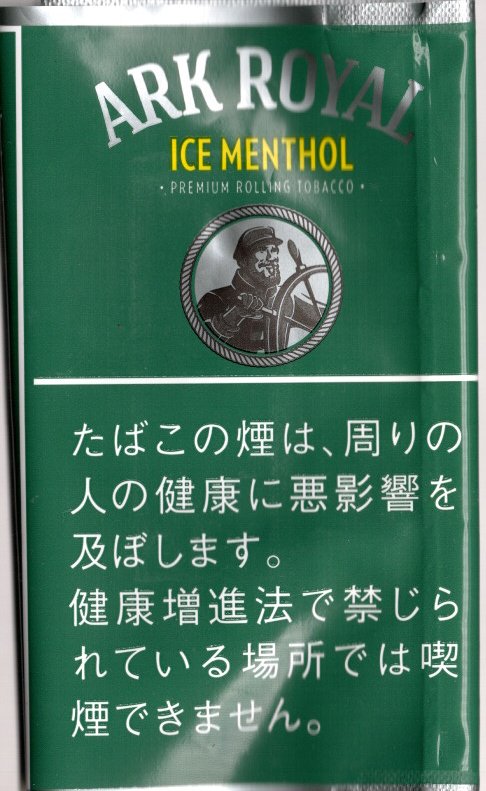 ARK ROYAL
ICE MENTHOL
• PREMIUM ROLLING TOBACCO •
たばこの煙は、周りの
人の健康に悪影響を
及ぼします。
健康増進法で禁じら
れている場所では喫
煙できません。